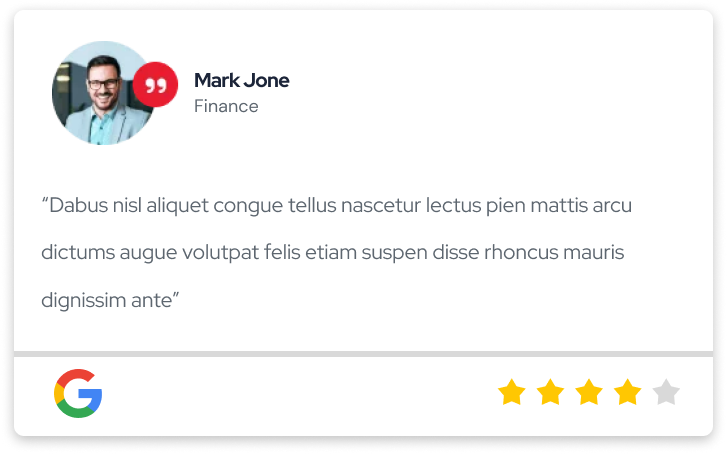 Mark Jone
Finance
“Dabus nisl aliquet congue tellus nascetur lectus pien mattis arcu
dictums augue volutpat felis etiam suspen disse rhoncus mauris
dignissim ante”